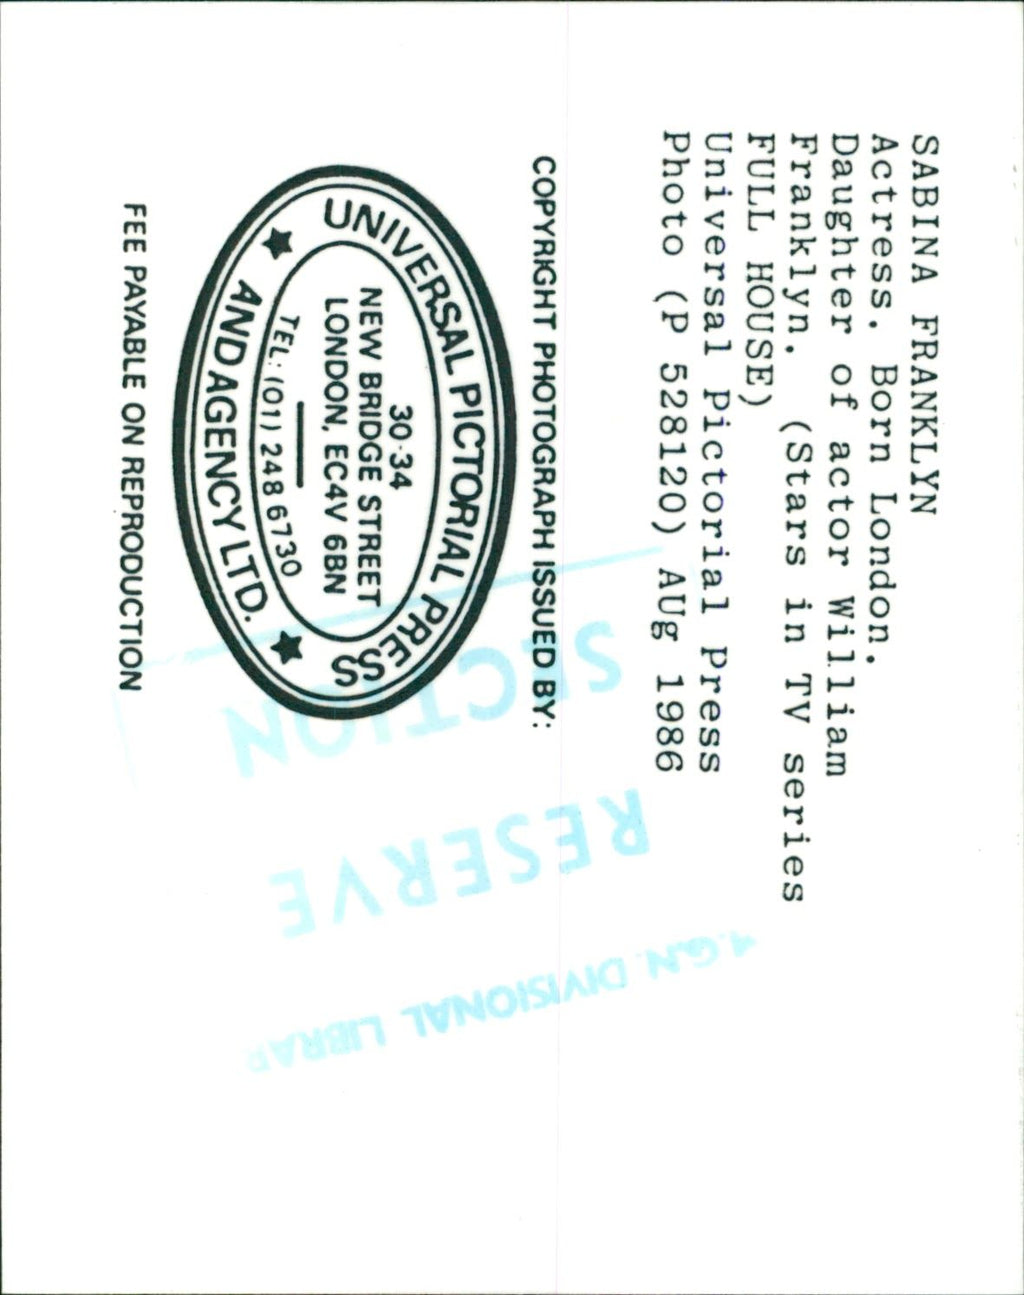 SABINA FRANKLYN
Actress. Born London.
Daughter of actor William
Franklyn. (Stars in TV series
FULL HOUSE)
Universal Pictorial Press
Photo (P 528120) AUg 1986
COPYRIGHT PHOTOGRAPH ISSUED BY:
UNIVERSAL PICTORIAL PRESS
30-34
NEW BRIDGE STREET
LONDON, EC4V 6BN
TEL: (01) 248 6730
★ AND AGENCY LTD. ★
FEE PAYABLE ON REPRODUCTION
DIVISIONAL
RESERVE
SECTION